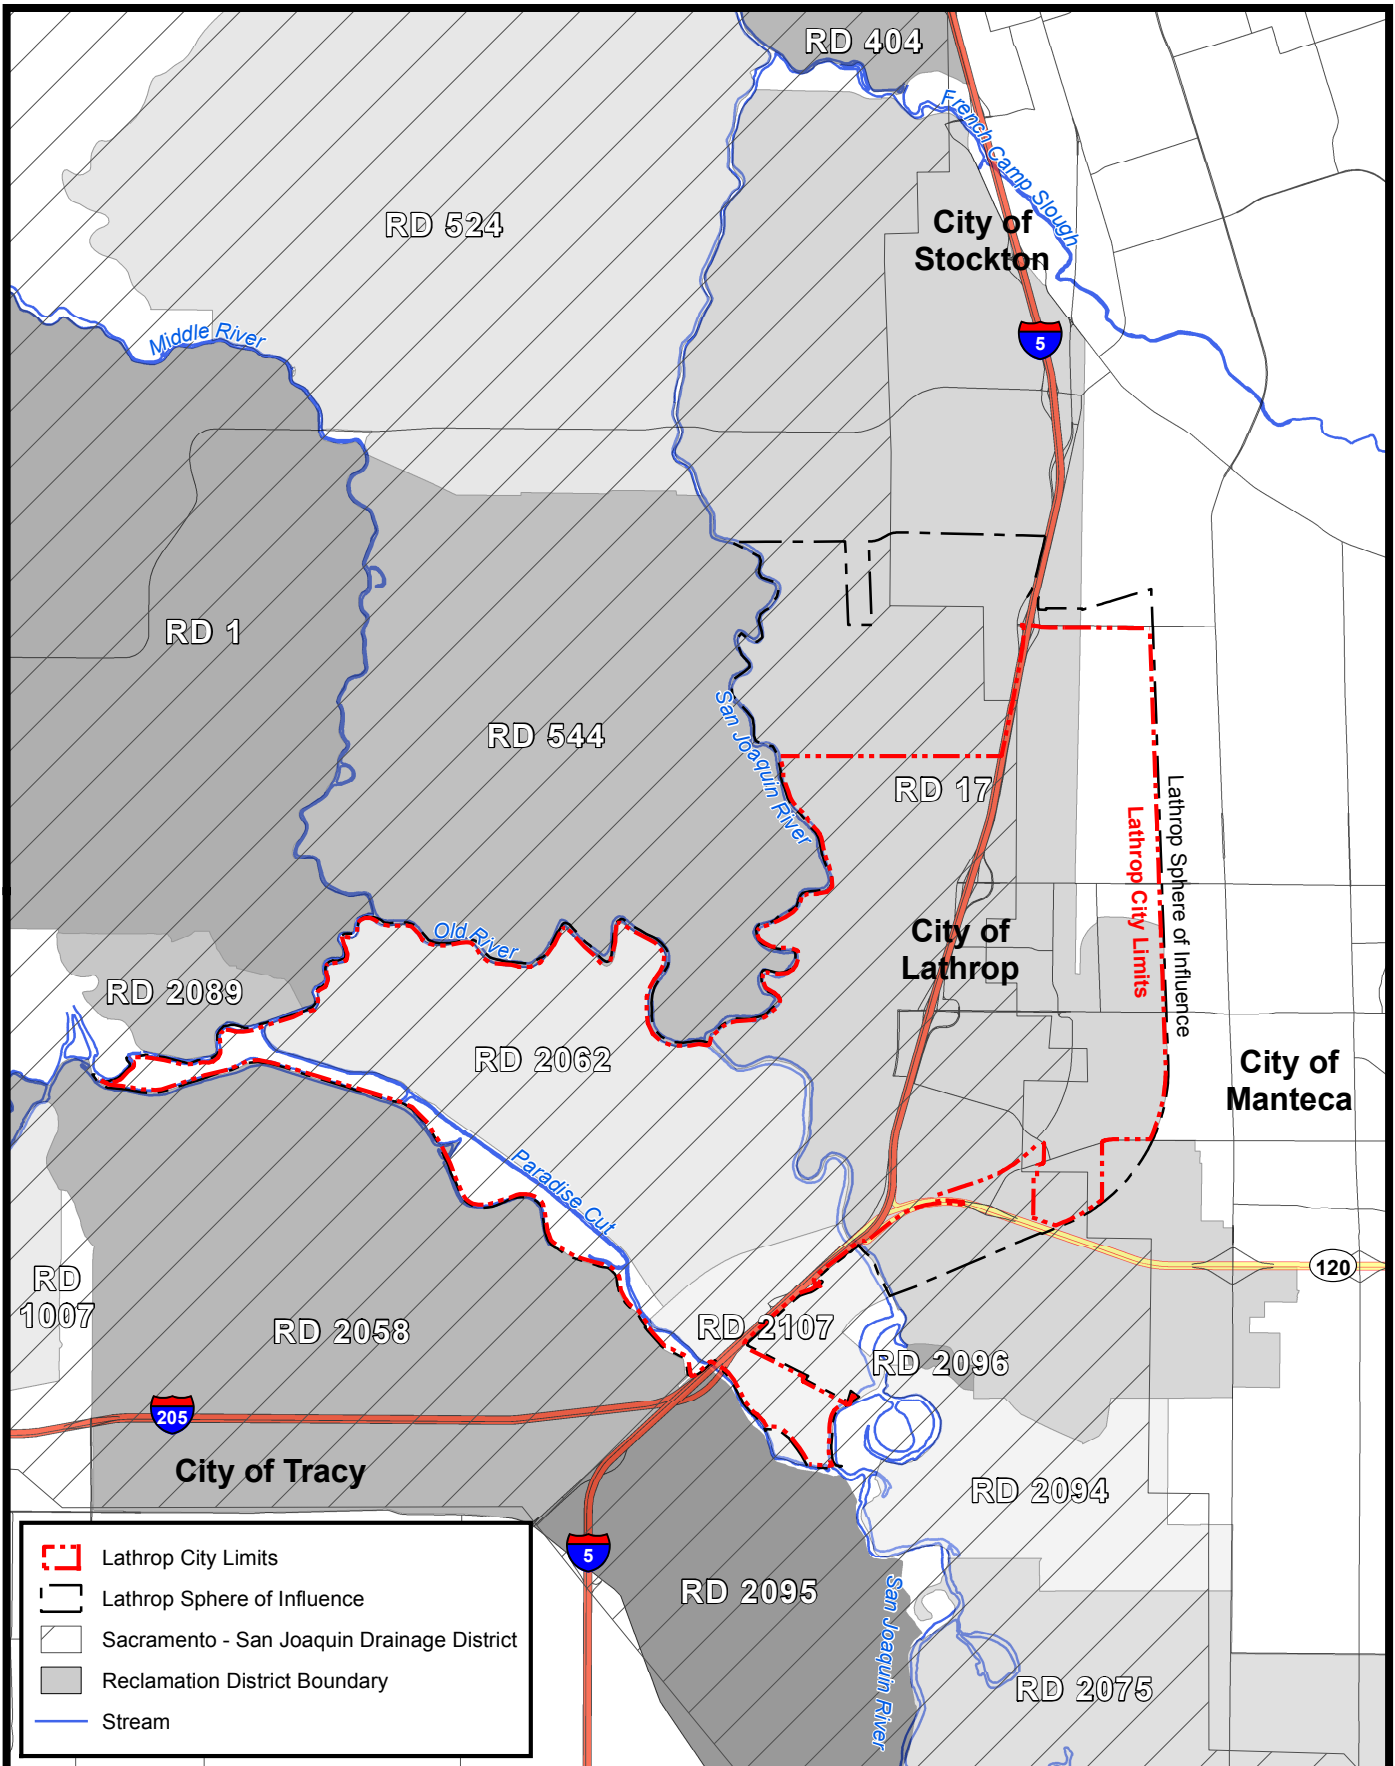 RD 404
French Camp Slough
RD 524
City of
Stockton
5
Middle River
RD 1
RD 544
San Joaquin River
RD 17
Lathrop Sphere of Influence
Lathrop City Limits
Old River
City of
Lathrop
RD 2089
RD 2062
City of
Manteca
Paradise Cut
120
RD
1007
RD 2058
RD 2107
RD 2096
205
City of Tracy
RD 2094
5
RD 2095
San Joaquin River
RD 2075
Lathrop City Limits
Lathrop Sphere of Influence
Sacramento - San Joaquin Drainage District
Reclamation District Boundary
Stream